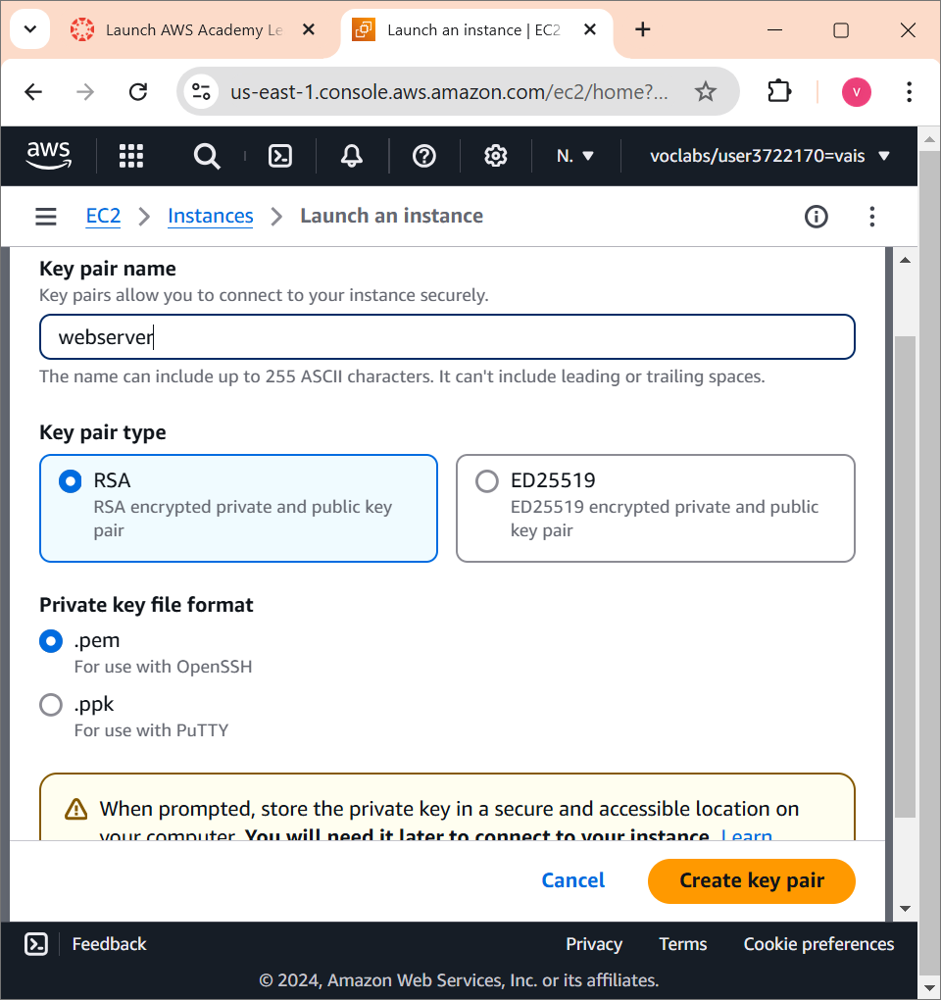 Launch AWS Academy Le
Launch an instance | EC2
us-east-1.console.aws.amazon.com/ec2/home?...
V
aws
N.
voclabs/user3722170=vais
EC2
Instances
Launch an instance
Key pair name
Key pairs allow you to connect to your instance securely.
webserver
The name can include up to 255 ASCII characters. It can't include leading or trailing spaces.
Key pair type
RSA
RSA encrypted private and public key
pair
ED25519
ED25519 encrypted private and public
key pair
Private key file format
.pem
For use with OpenSSH
.ppk
For use with PuTTY
When prompted, store the private key in a secure and accessible location on
your computer. You will need it later to connect to your instance. Learn
Cancel
Create key pair
Feedback
Privacy
Terms
Cookie preferences
© 2024, Amazon Web Services, Inc. or its affiliates.